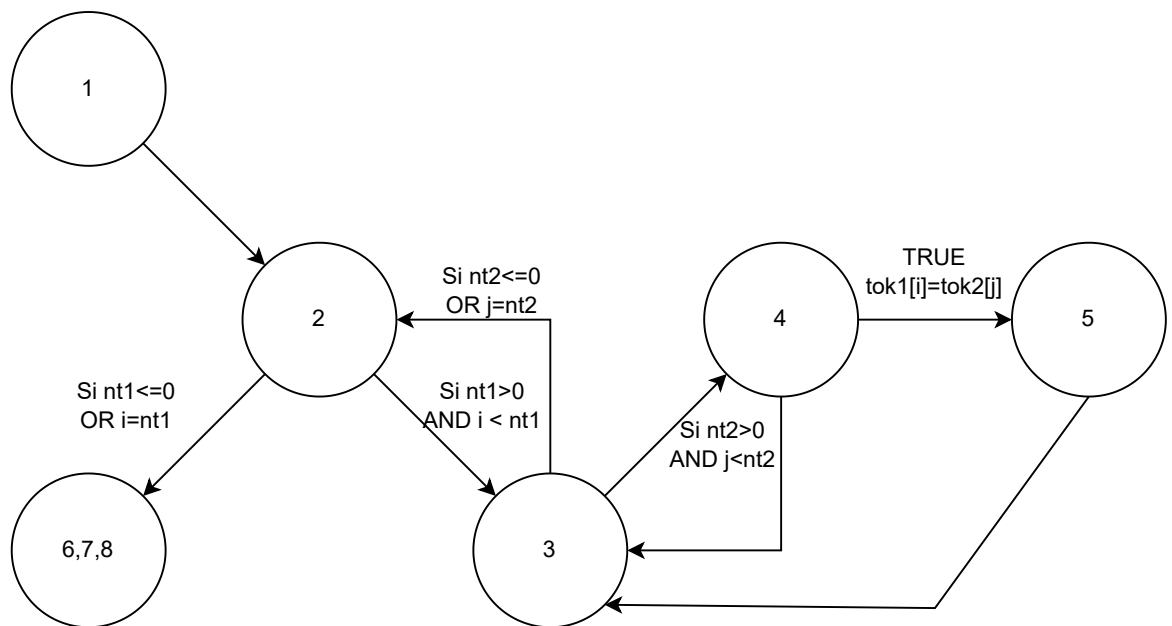 1
Si nt2<=0
OR j=nt2
TRUE
tok1[i]=tok2[j]
2
4
5
Si nt1<=0
OR i=nt1
Si nt1>0
AND i < nt1
Si nt2>0
AND j<nt2
6,7,8
3